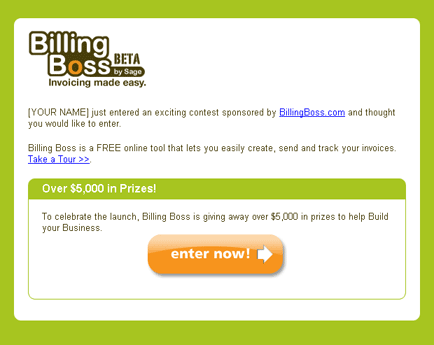 Billing
Boss BETA
by Sage
Invoicing made easy.
[YOUR NAME] just entered an exciting contest sponsored by BillingBoss.com and thought
you would like to enter.
Billing Boss is a FREE online tool that lets you easily create, send and track your invoices.
Take a Tour >>.
Over $5,000 in Prizes!
To celebrate the launch, Billing Boss is giving away over $5,000 in prizes to help Build
your Business.
enter now!